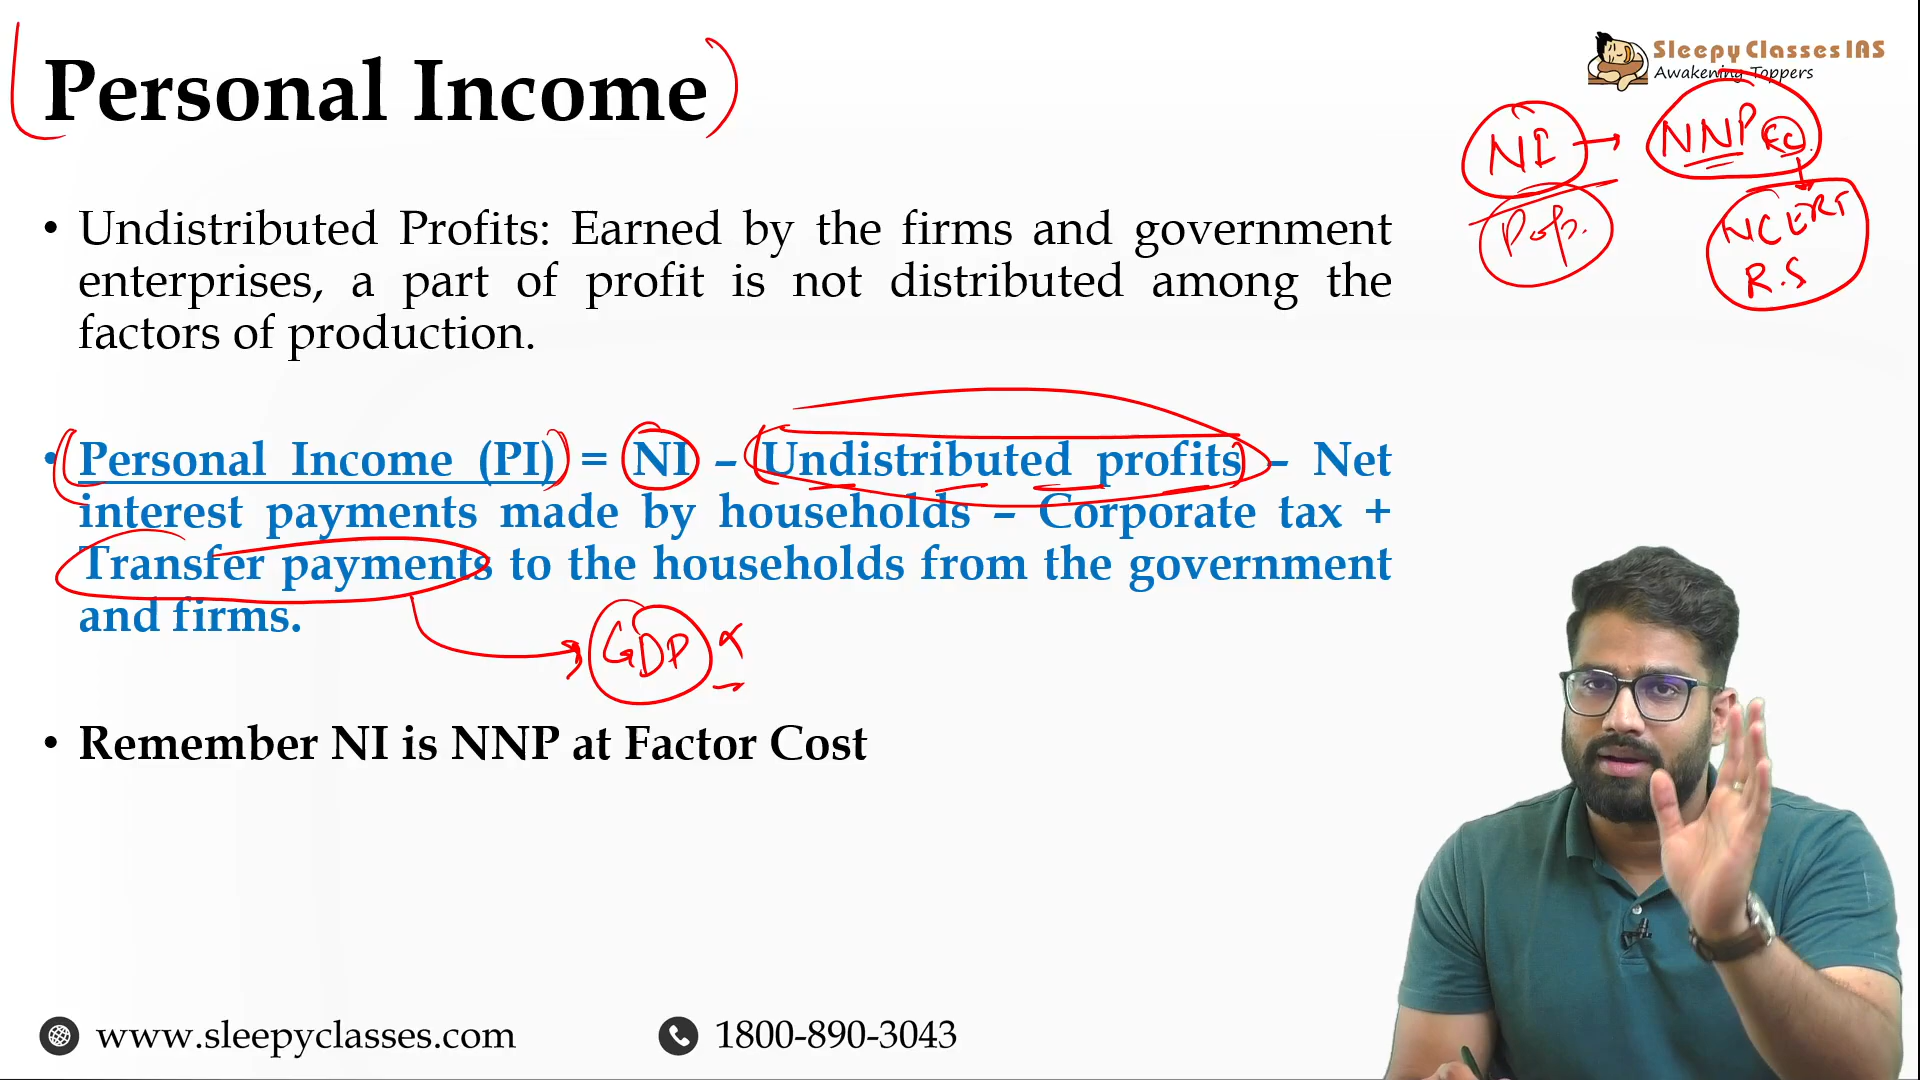 Personal Income
Sleepy Classes IAS
Awakening Toppers
NI → NNP FC
Pop.
NCERT
R.S
• Undistributed Profits: Earned by the firms and government
enterprises, a part of profit is not distributed among the
factors of production.
• Personal Income (PI) = NI – Undistributed profits – Net
interest payments made by households – Corporate tax +
Transfer payments to the households from the government
and firms.
GDP
• Remember NI is NNP at Factor Cost
www.sleepyclasses.com
1800-890-3043